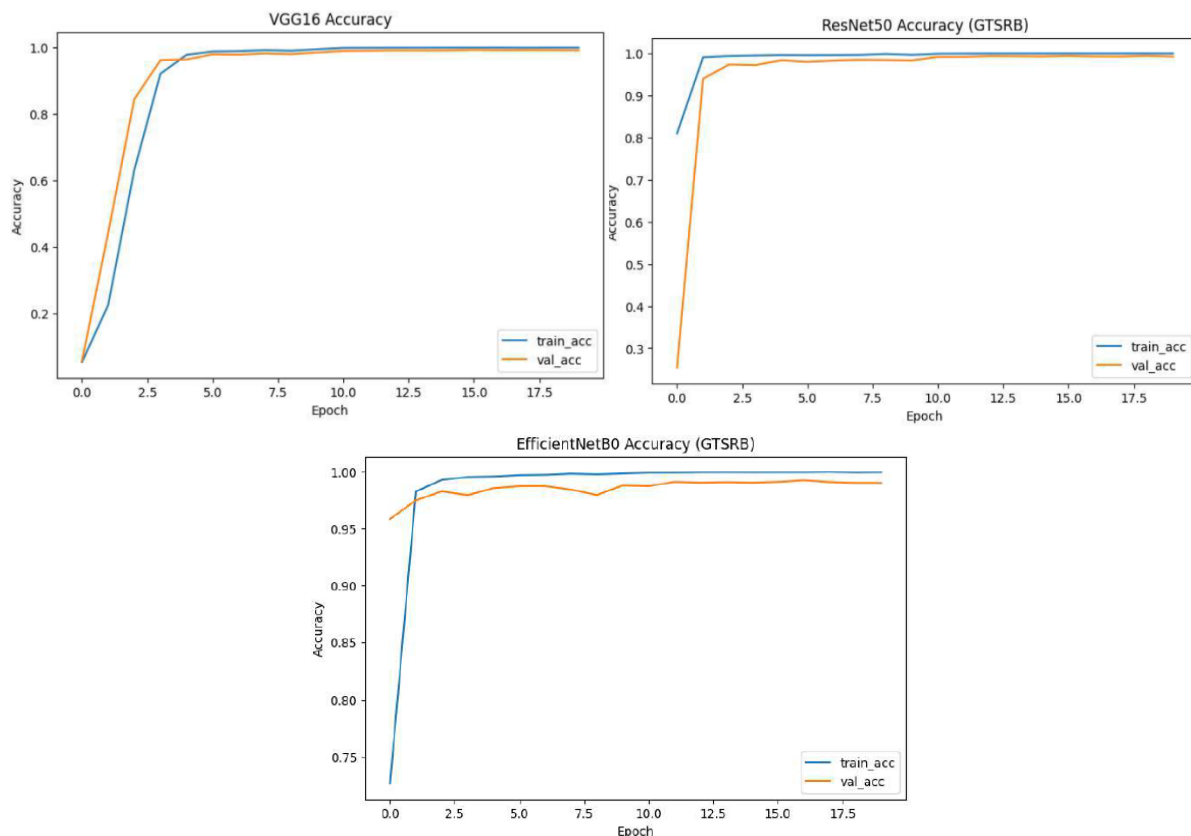 VGG16 Accuracy
1.0
0.8
0.6
0.4
0.2
Accuracy
train_acc
val_acc
0.0 2.5 5.0 7.5 10.0 12.5 15.0 17.5
Epoch
ResNet50 Accuracy (GTSRB)
1.0
0.9
0.8
0.7
0.6
0.5
0.4
0.3
Accuracy
train_acc
val_acc
0.0 2.5 5.0 7.5 10.0 12.5 15.0 17.5
Epoch
EfficientNetB0 Accuracy (GTSRB)
1.00
0.95
0.90
0.85
0.80
0.75
Accuracy
train_acc
val_acc
0.0 2.5 5.0 7.5 10.0 12.5 15.0 17.5
Epoch